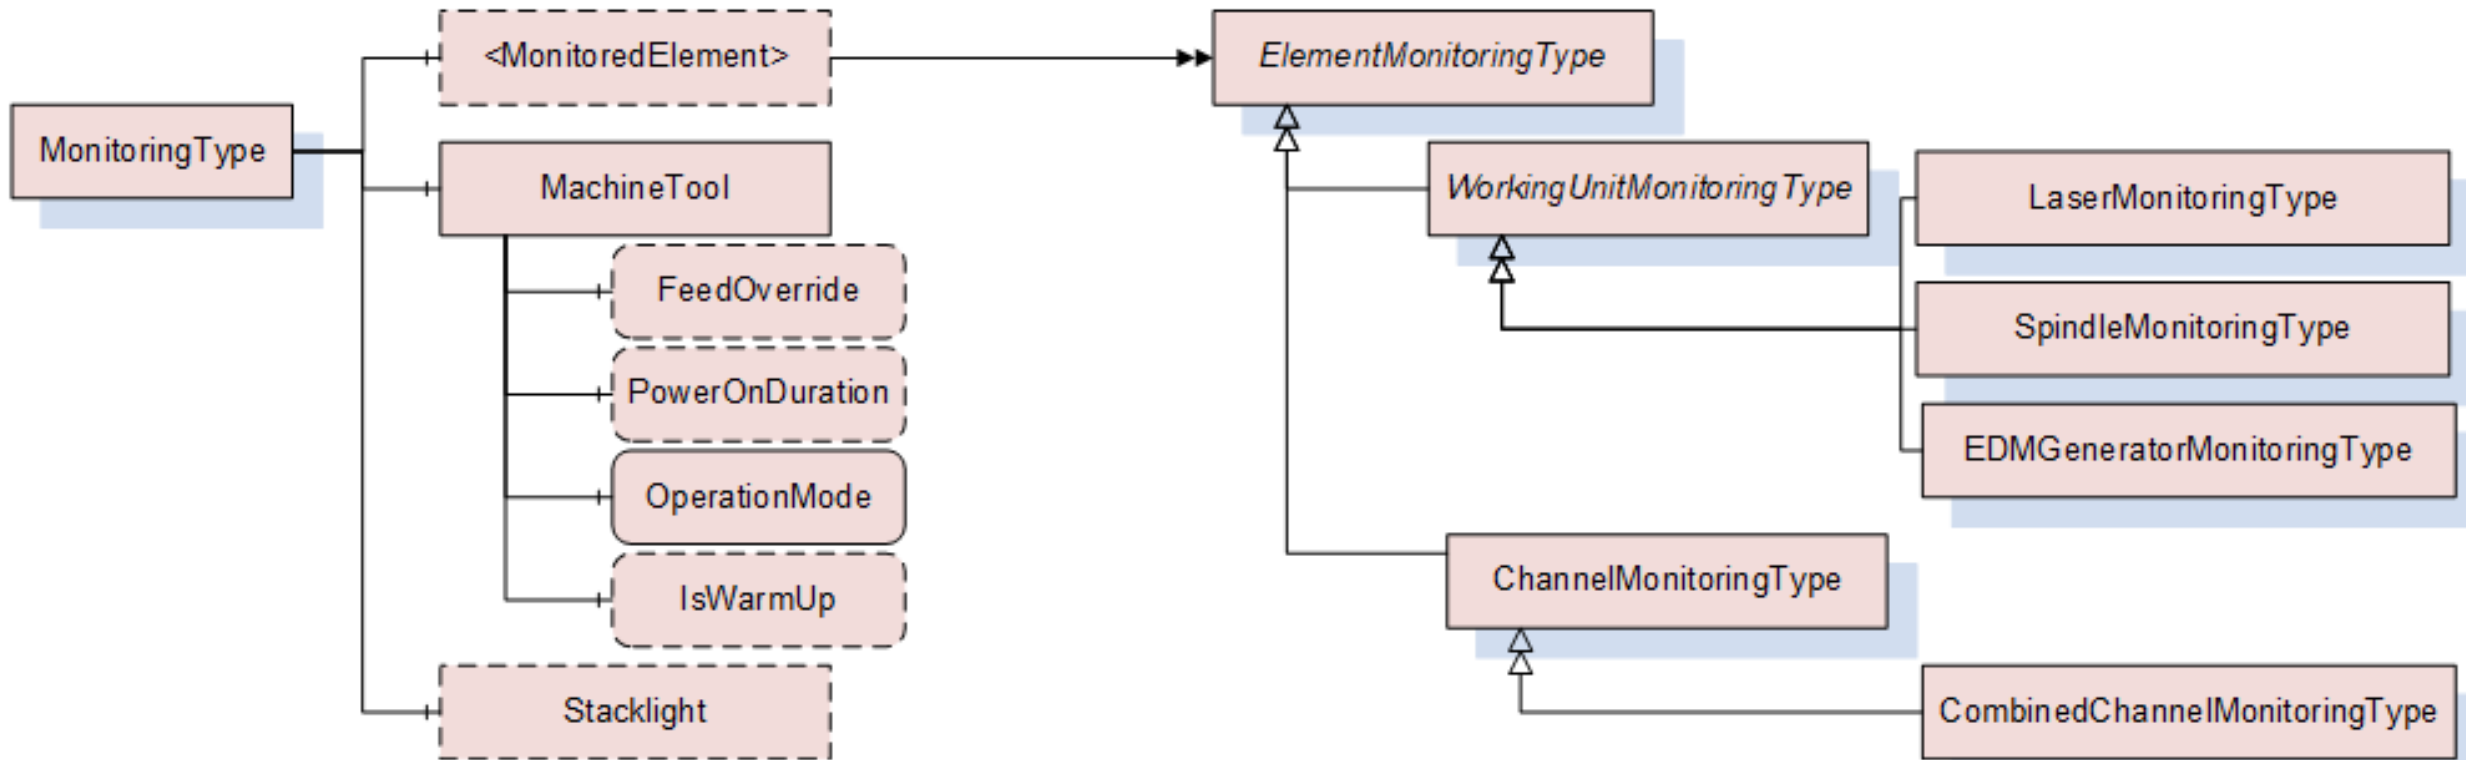 <MonitoredElement>
ElementMonitoringType
MonitoringType
MachineTool
WorkingUnitMonitoringType
LaserMonitoringType
FeedOverride
SpindleMonitoringType
PowerOnDuration
EDMGeneratorMonitoringType
OperationMode
ChannelMonitoringType
IsWarmUp
Stacklight
CombinedChannelMonitoringType